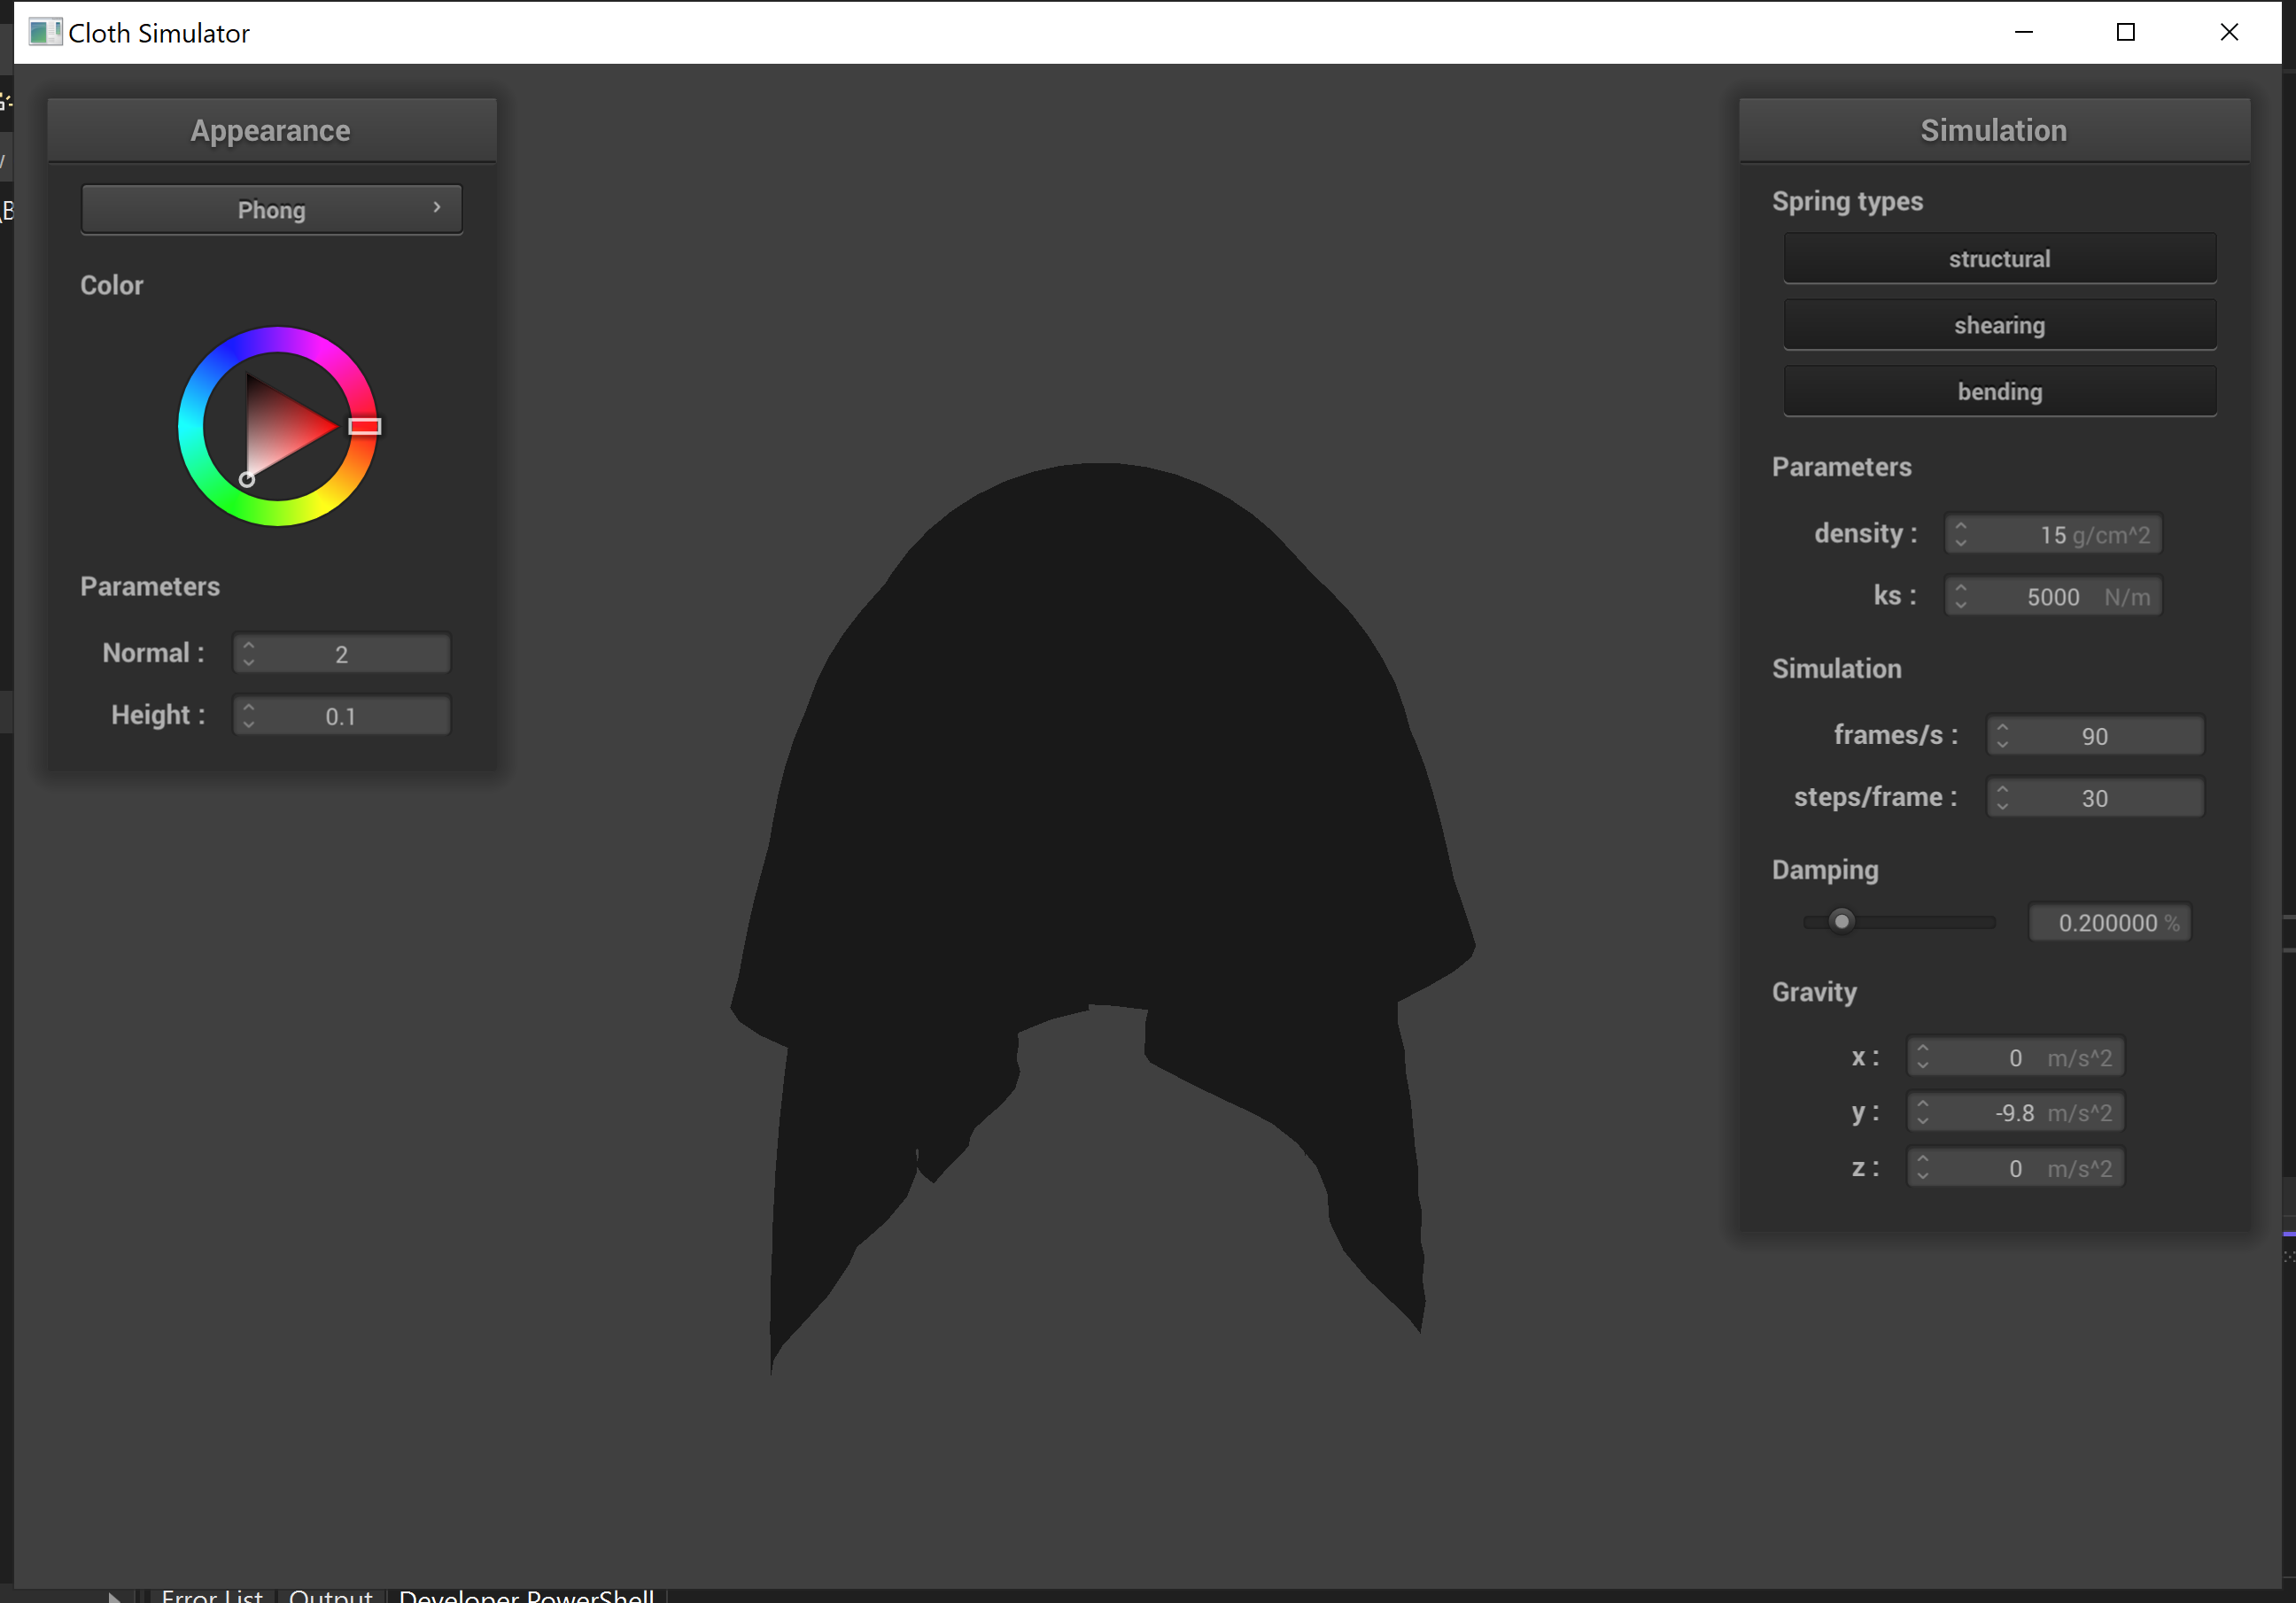 Cloth Simulator
Appearance
Phong
Color
Parameters
Normal : 2
Height : 0.1
Simulation
Spring types
structural
shearing
bending
Parameters
density : 15 g/cm^2
ks : 5000 N/m
Simulation
frames/s : 90
steps/frame : 30
Damping
0.200000 %
Gravity
x : 0 m/s^2
y : -9.8 m/s^2
z : 0 m/s^2
Error List Output Developer PowerShell